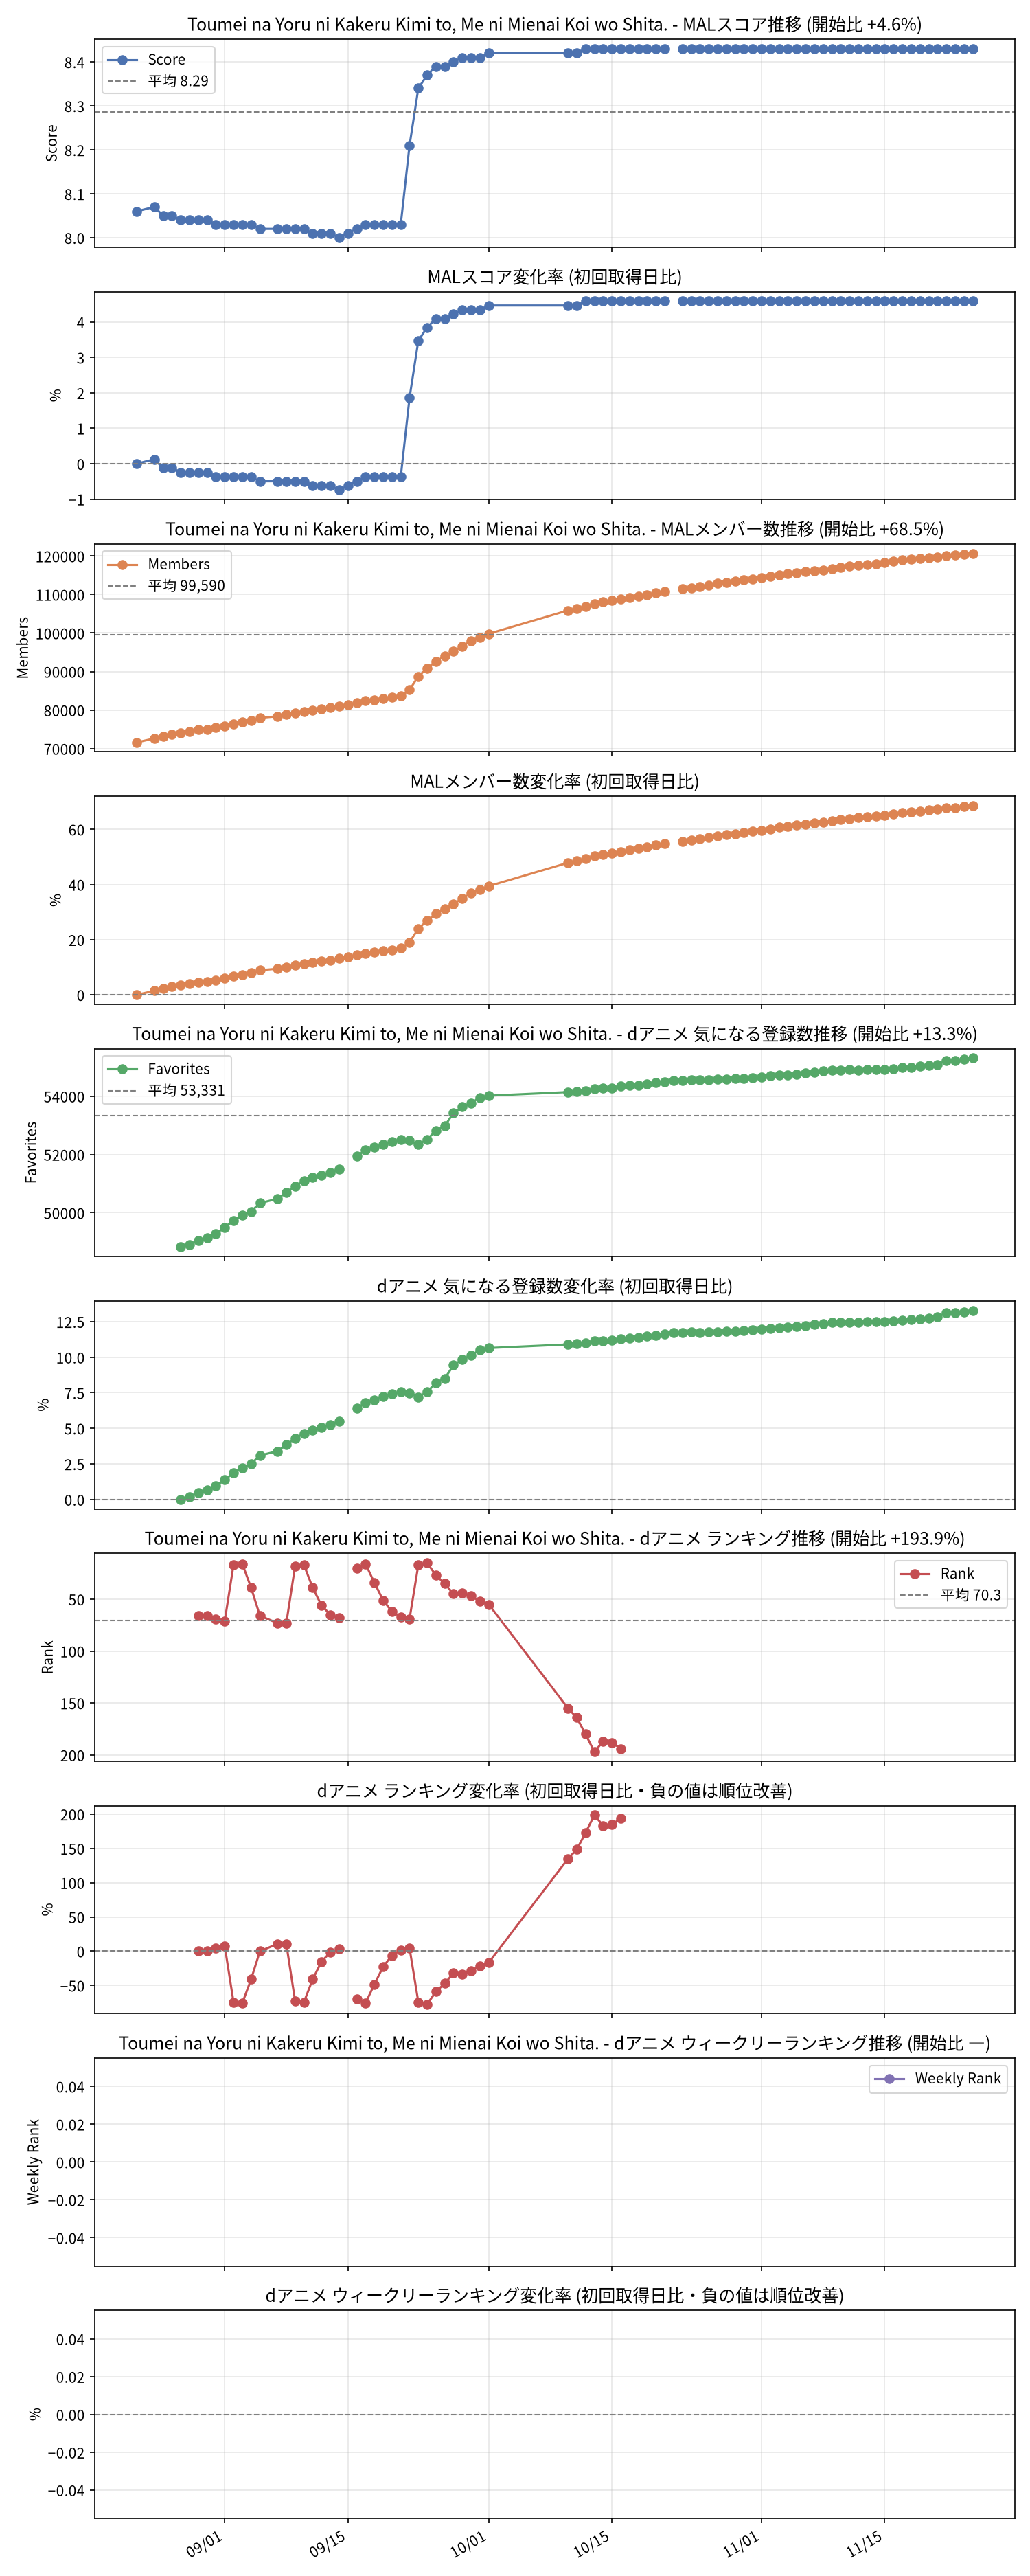 Toumei na Yoru ni Kakeru Kimi to, Me ni Mienai Koi wo Shita. - MALスコア推移 (開始比 +4.6%)
Score
平均 8.29
8.4
8.3
8.2
8.1
8.0
Score
MALスコア変化率 (初回取得日比)
4
3
2
1
0
−1
%
Toumei na Yoru ni Kakeru Kimi to, Me ni Mienai Koi wo Shita. - MALメンバー数推移 (開始比 +68.5%)
Members
平均 99,590
120000
110000
100000
90000
80000
70000
Members
MALメンバー数変化率 (初回取得日比)
60
40
20
0
%
Toumei na Yoru ni Kakeru Kimi to, Me ni Mienai Koi wo Shita. - dアニメ 気になる登録数推移 (開始比 +13.3%)
Favorites
平均 53,331
54000
52000
50000
Favorites
dアニメ 気になる登録数変化率 (初回取得日比)
12.5
10.0
7.5
5.0
2.5
0.0
%
Toumei na Yoru ni Kakeru Kimi to, Me ni Mienai Koi wo Shita. - dアニメ ランキング推移 (開始比 +193.9%)
Rank
平均 70.3
50
100
150
200
Rank
dアニメ ランキング変化率 (初回取得日比・負の値は順位改善)
200
150
100
50
0
−50
%
Toumei na Yoru ni Kakeru Kimi to, Me ni Mienai Koi wo Shita. - dアニメ ウィークリーランキング推移 (開始比 —)
Weekly Rank
0.04
0.02
0.00
−0.02
−0.04
Weekly Rank
dアニメ ウィークリーランキング変化率 (初回取得日比・負の値は順位改善)
0.04
0.02
0.00
−0.02
−0.04
%
09/01
09/15
10/01
10/15
11/01
11/15